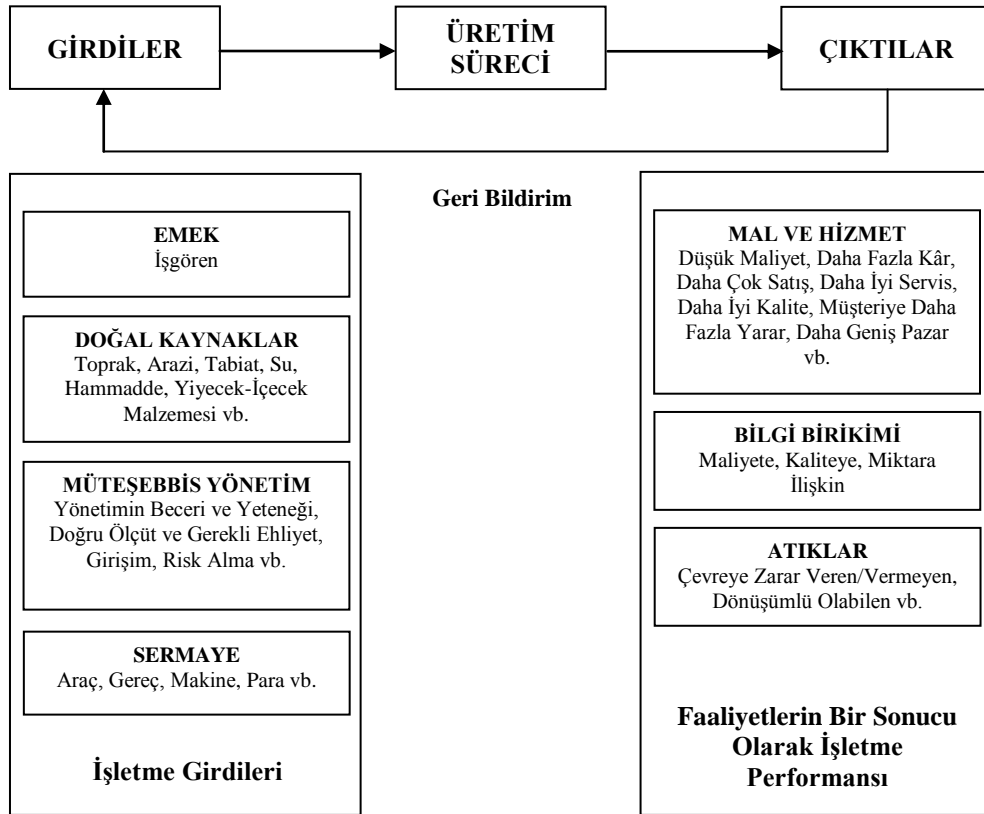 GİRDİLER
ÜRETİM
SÜRECİ
ÇIKTILAR
Geri Bildirim
EMEK
İşgören
DOĞAL KAYNAKLAR
Toprak, Arazi, Tabiat, Su,
Hammadde, Yiyecek-İçecek
Malzemesi vb.
MÜTEŞEBBİS YÖNETİM
Yönetimin Beceri ve Yeteneği,
Doğru Ölçüt ve Gerekli Ehliyet,
Girişim, Risk Alma vb.
SERMAYE
Araç, Gereç, Makine, Para vb.
İşletme Girdileri
MAL VE HİZMET
Düşük Maliyet, Daha Fazla Kâr,
Daha Çok Satış, Daha İyi Servis,
Daha İyi Kalite, Müşteriye Daha
Fazla Yarar, Daha Geniş Pazar
vb.
BİLGİ BİRİKİMİ
Maliyete, Kaliteye, Miktara
İlişkin
ATIKLAR
Çevreye Zarar Veren/Vermeyen,
Dönüşümlü Olabilen vb.
Faaliyetlerin Bir Sonucu
Olarak İşletme
Performansı